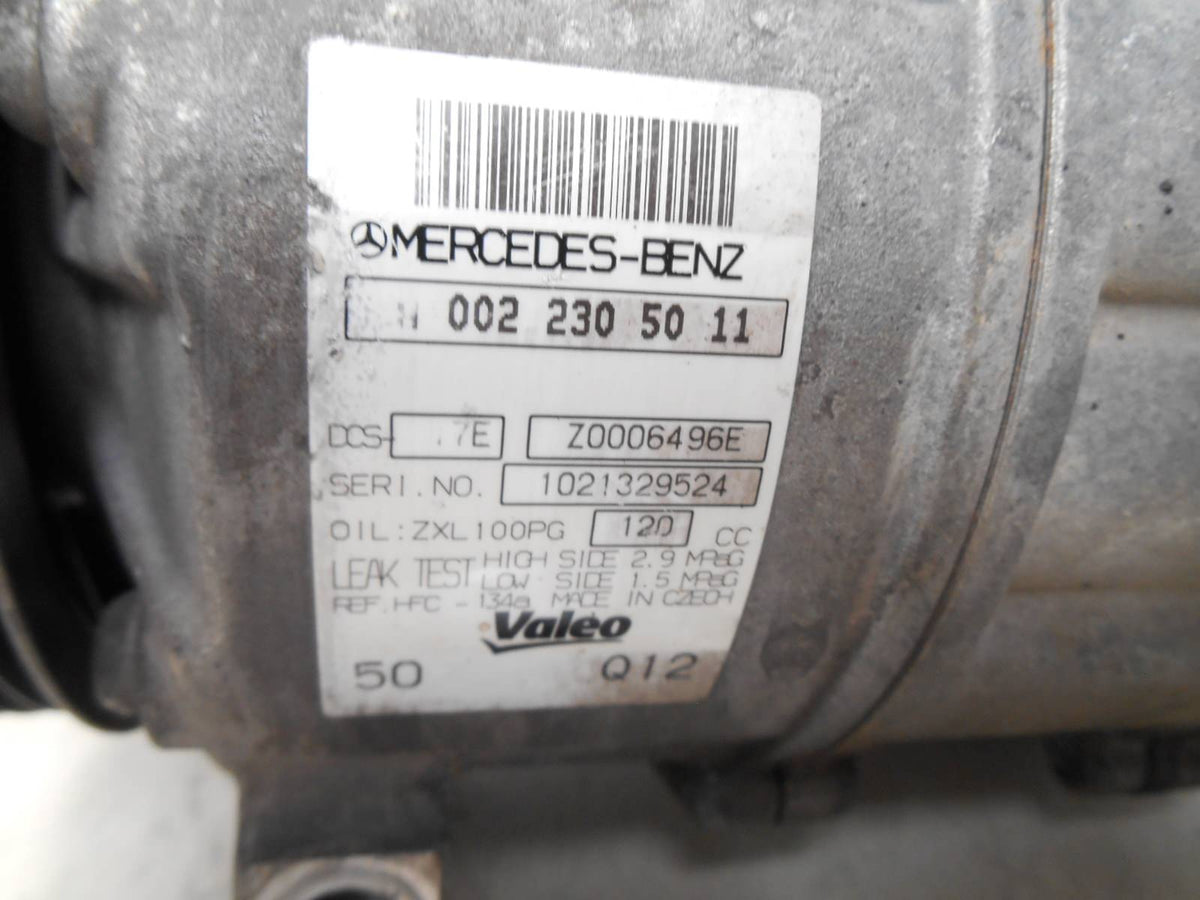 MERCEDES-BENZ
002 230 50 11
DCS- 7E Z0006496E
SERI.NO. 1021329524
OIL:ZXL100PG 120 CC
LEAK TEST HIGH SIDE 2.9 MPaG
LOW SIDE 1.5 MPaG
REF.HFC-134a MADE IN CZECH
Valeo
50 Q12